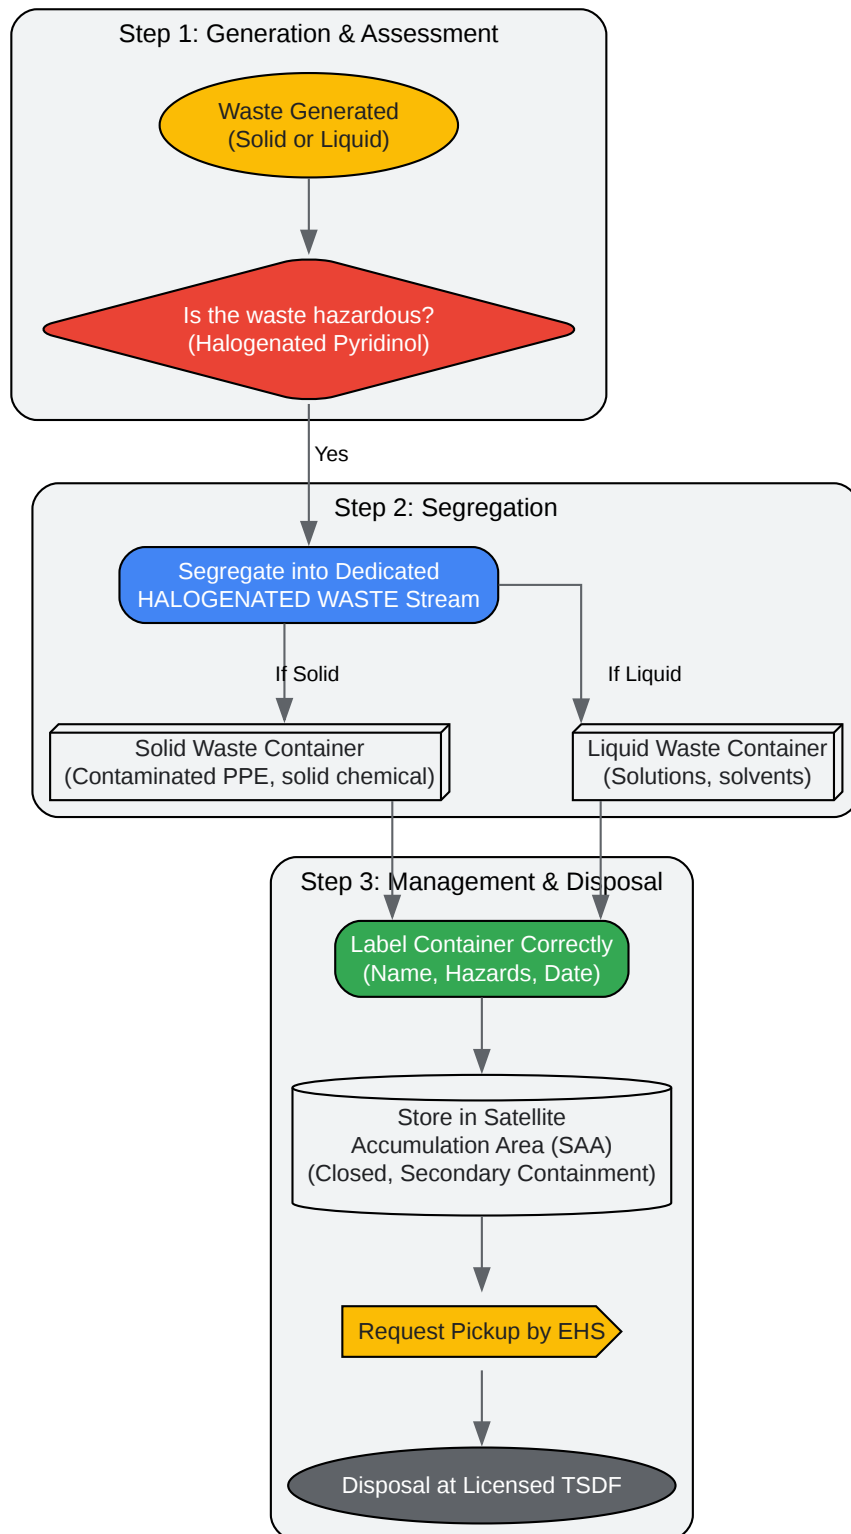 Step 1: Generation & Assessment
Waste Generated
(Solid or Liquid)
Is the waste hazardous?
(Halogenated Pyridinol)
Yes
Step 2: Segregation
Segregate into Dedicated
HALOGENATED WASTE Stream
If Solid
If Liquid
Solid Waste Container
(Contaminated PPE, solid chemical)
Liquid Waste Container
(Solutions, solvents)
Step 3: Management & Disposal
Label Container Correctly
(Name, Hazards, Date)
Store in Satellite
Accumulation Area (SAA)
(Closed, Secondary Containment)
Request Pickup by EHS
Disposal at Licensed TSDF